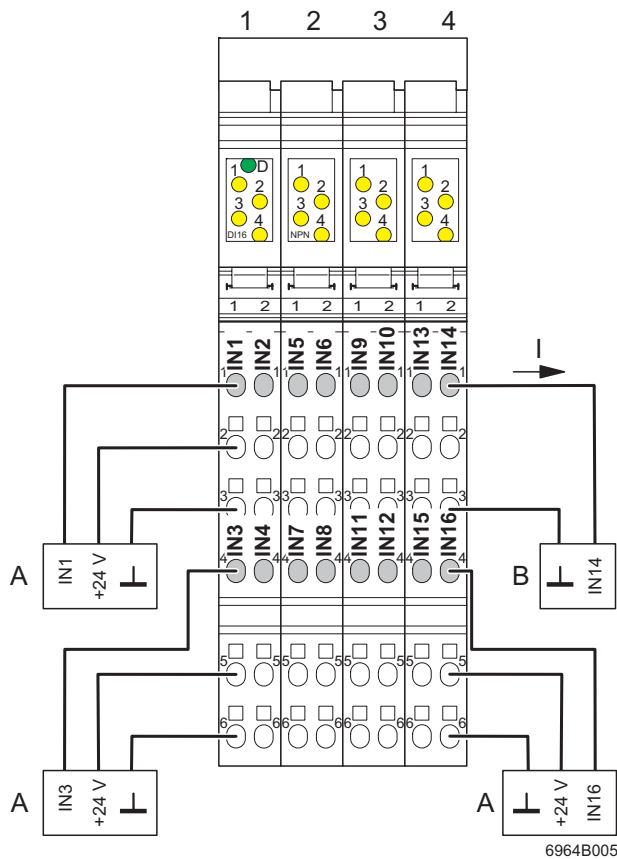 1 2 3 4
1 D
2
3
4
DI16
1
2
3
4
NPN
1
2
3
4
1
2
3
4
1 2 1 2 1 2 1 2
IN1 IN2 IN5 IN6 IN9 IN10 IN13 IN14
1 1 1 1 1 1 1 1
I
2 2 2 2 2 2 2 2
3 3 3 3 3 3 3 3
IN3 IN4 IN7 IN8 IN11 IN12 IN15 IN16
4 4 4 4 4 4 4 4
A IN1 +24 V
B IN14
5 5 5 5 5 5 5 5
6 6 6 6 6 6 6 6
A IN3 +24 V
A +24 V IN16
6964B005